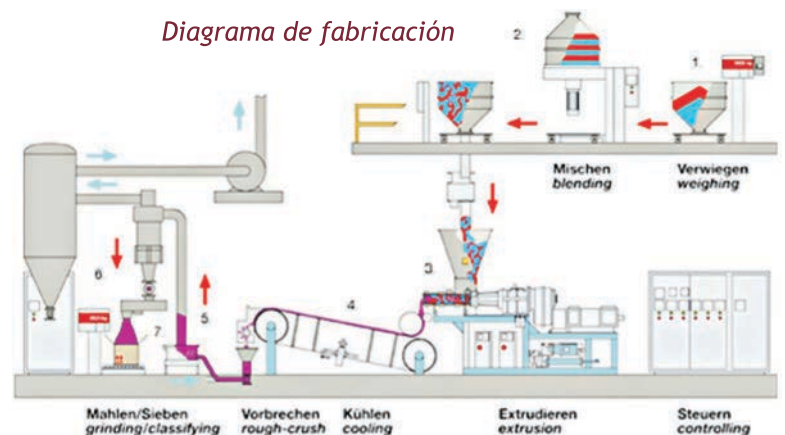 Diagrama de fabricación
2.
1.
Mischen
blending
Verwiegen
weighing
3.
4.
5.
6.
7.
Mahlen/Sieben
grinding/classifying
Vorbrechen
rough-crush
Kühlen
cooling
Extrudieren
extrusion
Steuern
controlling